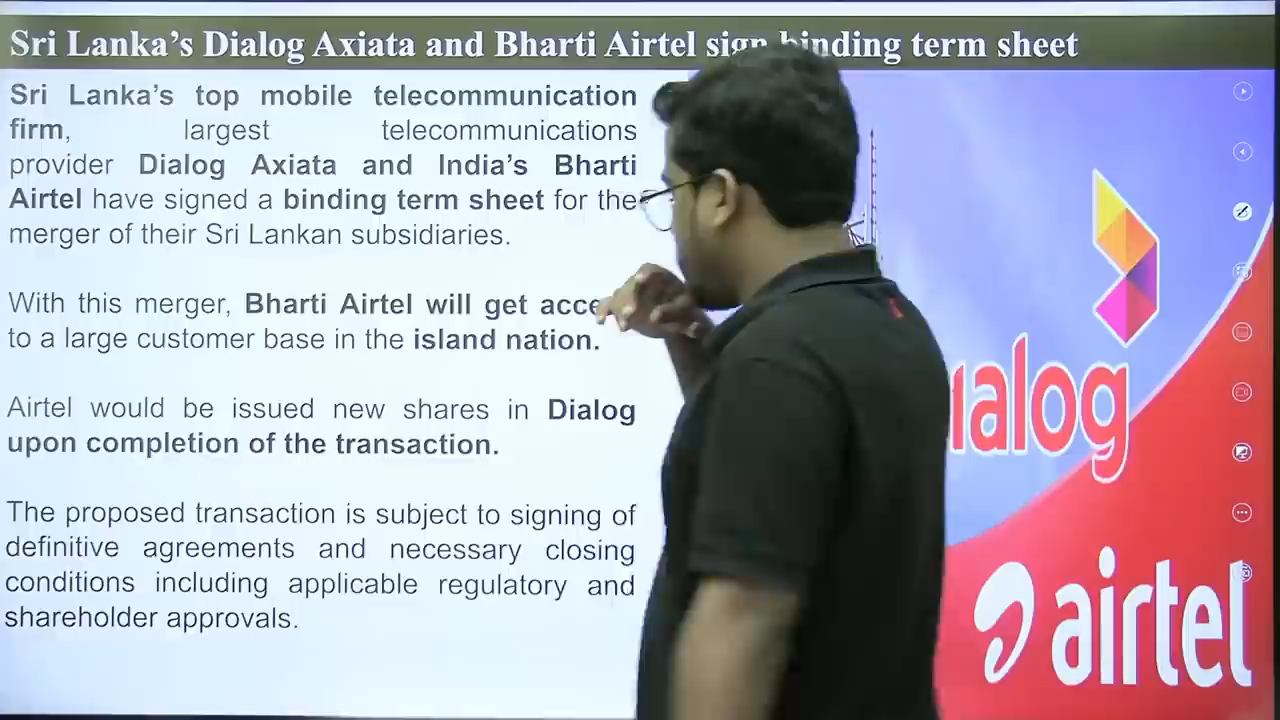 Sri Lanka's Dialog Axiata and Bharti Airtel sign binding term sheet
Sri Lanka's top mobile telecommunication
firm, largest telecommunications
provider Dialog Axiata and India's Bharti
Airtel have signed a binding term sheet for the
merger of their Sri Lankan subsidiaries.
With this merger, Bharti Airtel will get acce
to a large customer base in the island nation.
Airtel would be issued new shares in Dialog
upon completion of the transaction.
The proposed transaction is subject to signing of
definitive agreements and necessary closing
conditions including applicable regulatory and
shareholder approvals.
ialog
airtel